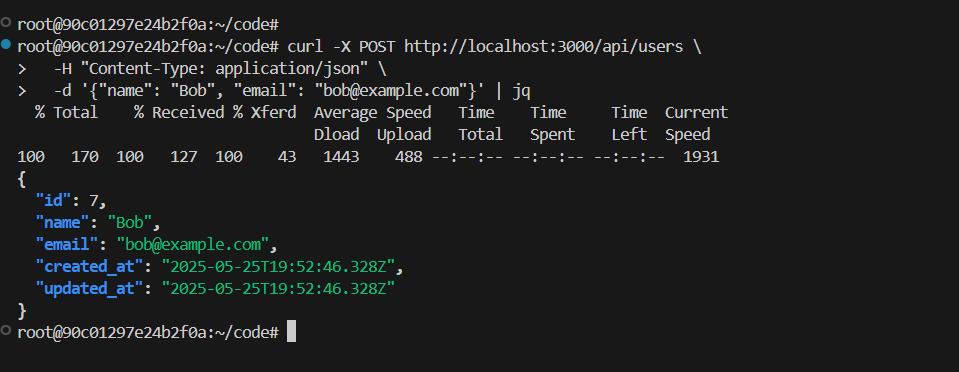 root@90c01297e24b2f0a:~/code#
root@90c01297e24b2f0a:~/code# curl -X POST http://localhost:3000/api/users \
>   -H "Content-Type: application/json" \
>   -d '{"name": "Bob", "email": "bob@example.com"}' | jq
  % Total    % Received % Xferd  Average Speed   Time    Time     Time  Current
                                 Dload  Upload   Total   Spent    Left  Speed
100   170  100   127  100    43   1443    488 --:--:-- --:--:-- --:--:--  1931
{
  "id": 7,
  "name": "Bob",
  "email": "bob@example.com",
  "created_at": "2025-05-25T19:52:46.328Z",
  "updated_at": "2025-05-25T19:52:46.328Z"
}
root@90c01297e24b2f0a:~/code#